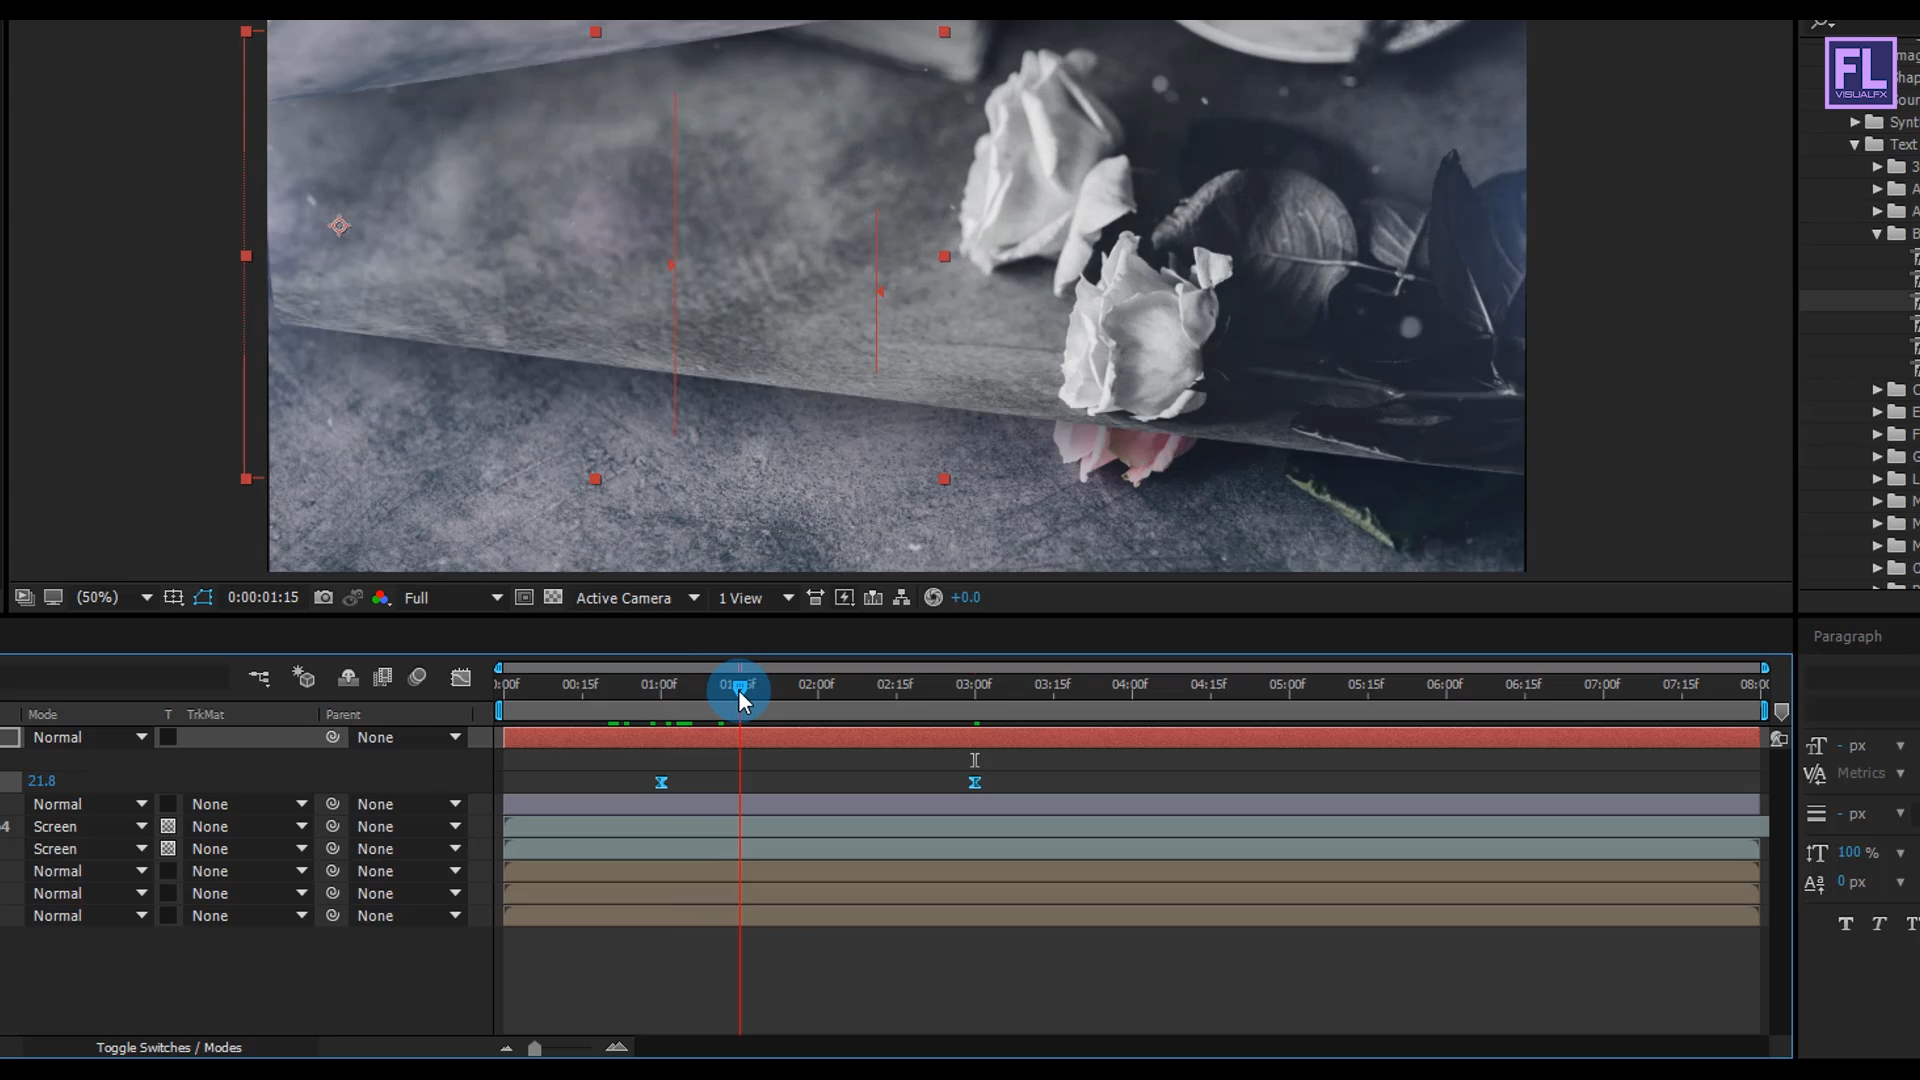 FL
VISUALFX
Synt
Text
3
A
A
B
C
E
F
G
L
M
M
M
O
(50%)
0:00:01:15
Full
Active Camera
1 View
+0.0
Paragraph
:00f
00:15f
01:00f
02:00f
02:15f
03:00f
03:15f
04:00f
04:15f
05:00f
05:15f
06:00f
06:15f
07:00f
07:15f
08:00
Mode
T
TrkMat
Parent
Normal
None
21.8
Normal
None
None
Screen
None
None
Screen
None
None
Normal
None
None
Normal
None
None
Normal
None
None
- px
Metrics
- px
100 %
0 px
T
T
Toggle Switches / Modes